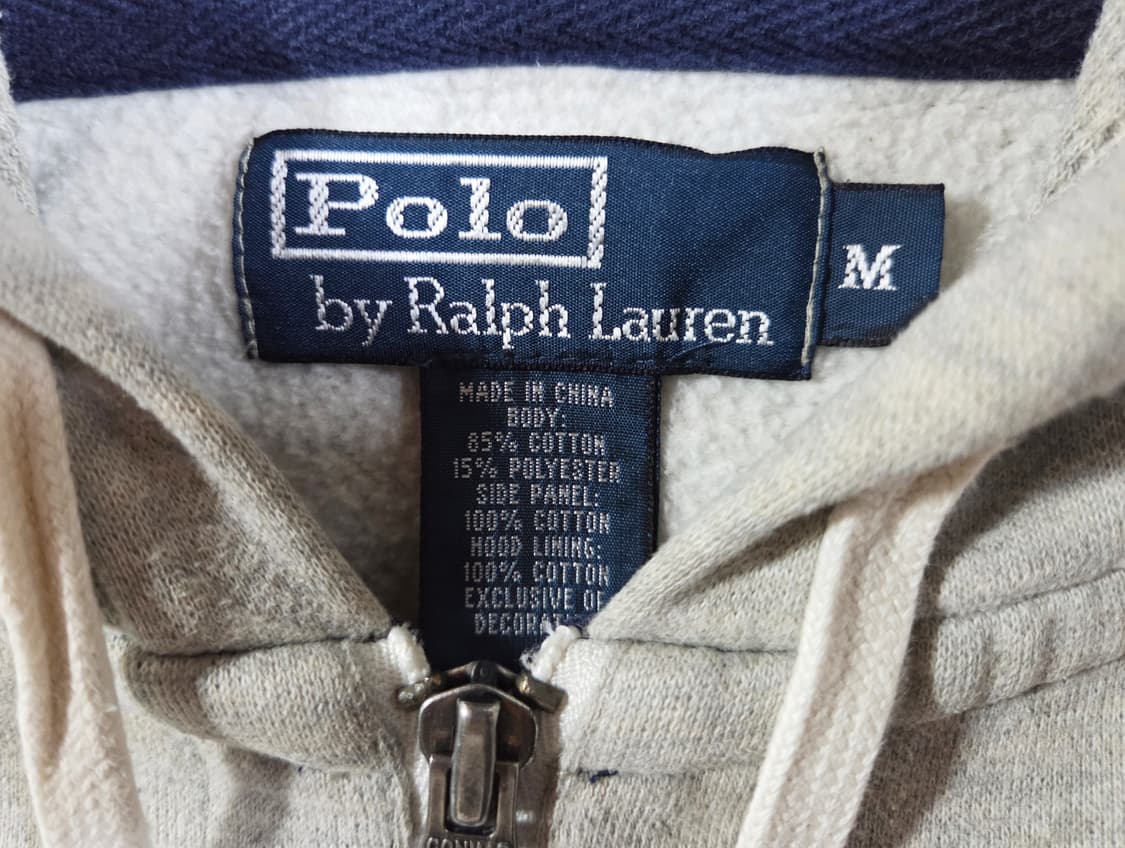 Polo
by Ralph Lauren
M
MADE IN CHINA
BODY:
85% COTTON
15% POLYESTER
SIDE PANEL:
100% COTTON
HOOD LINING:
100% COTTON
EXCLUSIVE OF